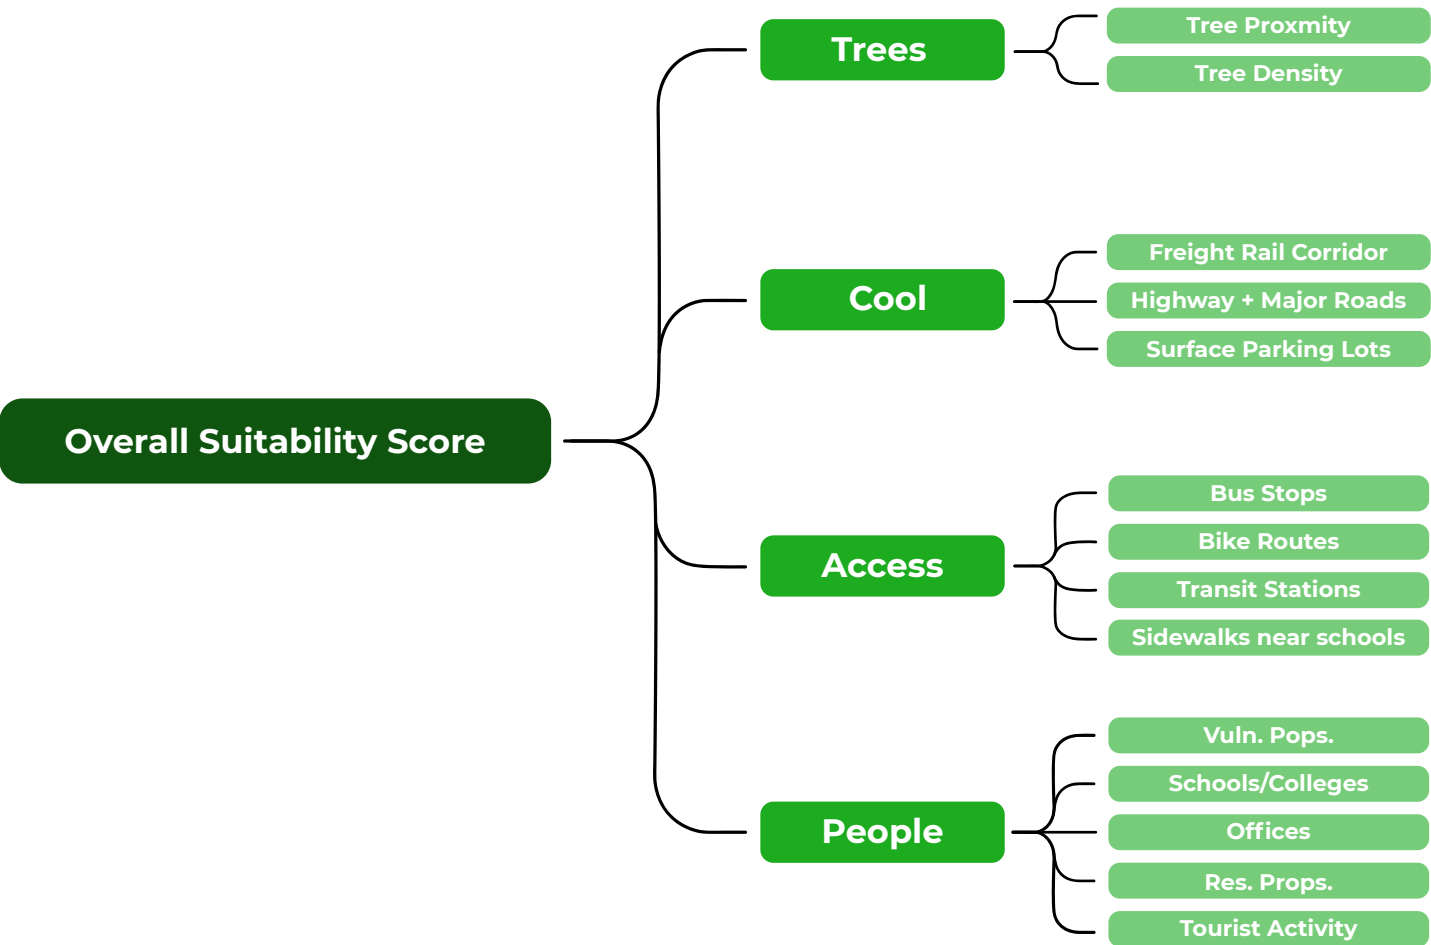 Overall Suitability Score
Trees
Tree Proxmity
Tree Density
Cool
Freight Rail Corridor
Highway + Major Roads
Surface Parking Lots
Access
Bus Stops
Bike Routes
Transit Stations
Sidewalks near schools
People
Vuln. Pops.
Schools/Colleges
Offices
Res. Props.
Tourist Activity